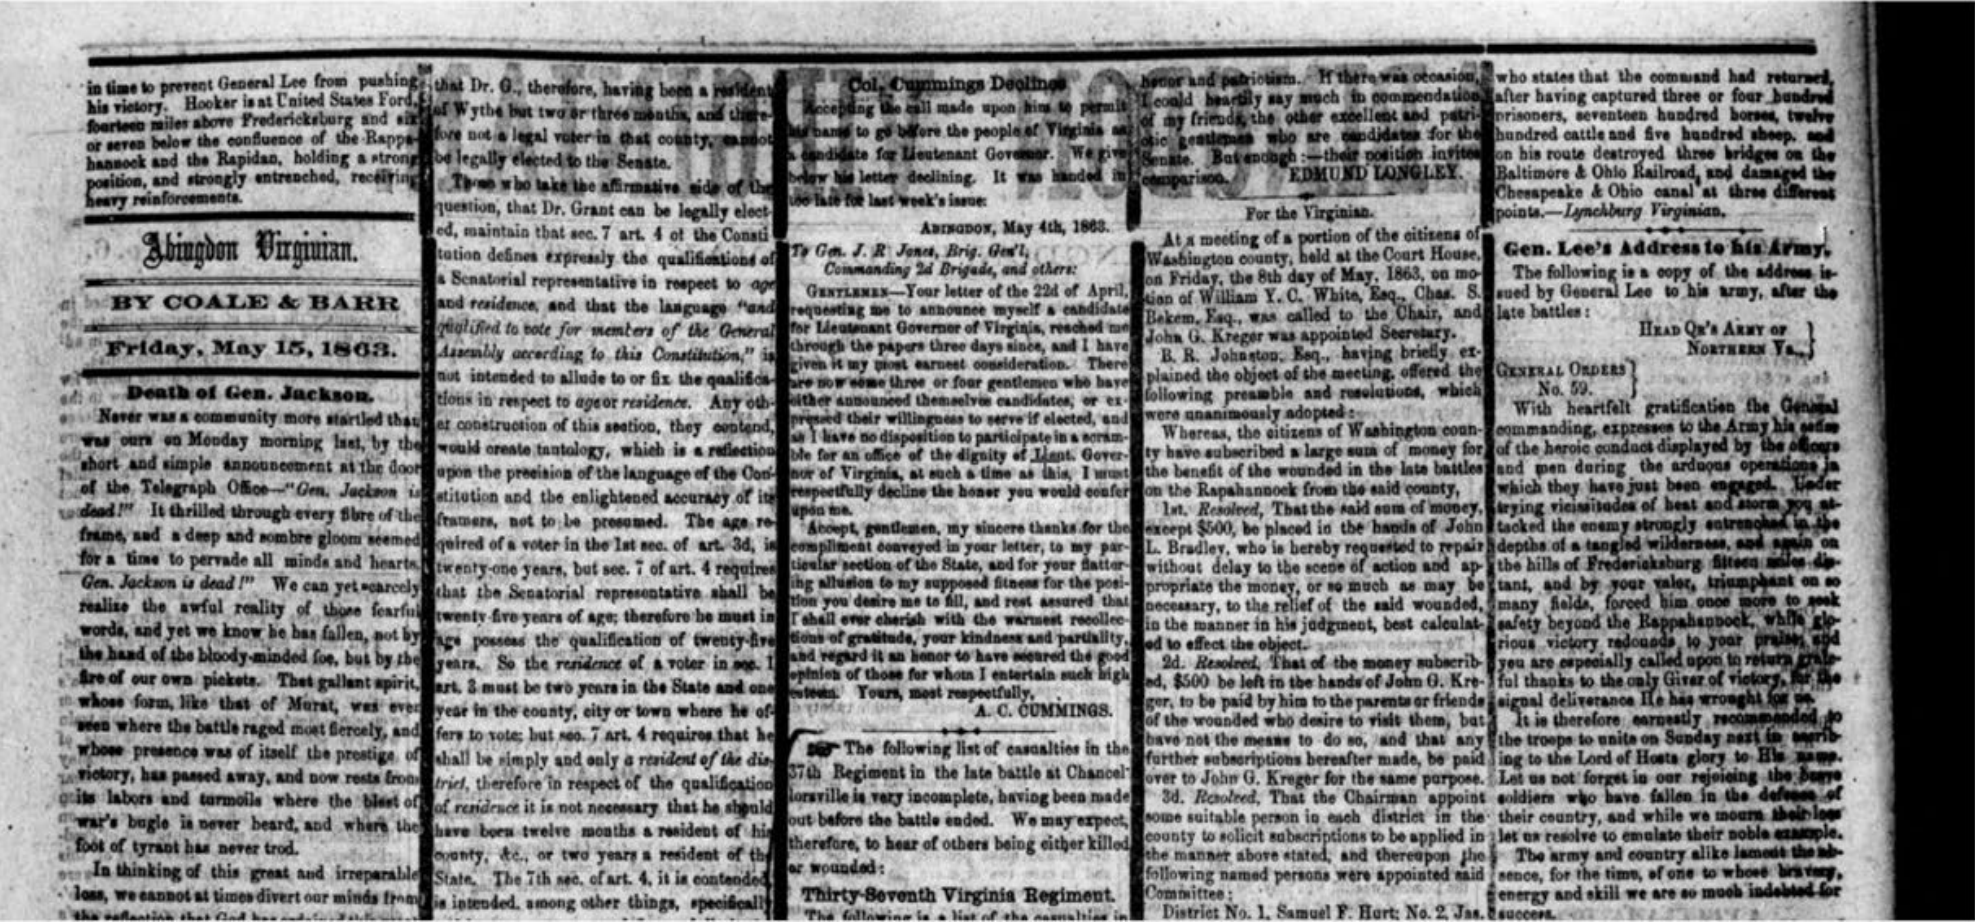 in time to prevent General Lee from pushing
his victory. Hooker is at United States Ford,
fourteen miles above Fredericksburg and six
or seven below the confluence of the Rappa-
hannock and the Rapidan, holding a strong
position, and strongly entrenched, receiving
heavy reinforcements.
Abingdon Virginian.
BY COALE & BARR
Friday, May 15, 1863.
Death of Gen. Jackson.
Never was a community more startled that
was ours on Monday morning last, by the
short and simple announcement at the door
of the Telegraph Office—"Gen. Jackson is
dead!" It thrilled through every fibre of the
frame, and a deep and sombre gloom seemed
for a time to pervade all minds and hearts.
Gen. Jackson is dead!" We can yet scarcely
realize the awful reality of those fearful
words, and yet we know he has fallen, not by
the hand of the bloody-minded foe, but by the
fire of our own pickets. That gallant spirit,
whose form, like that of Murat, was ever
seen where the battle raged most fiercely, and
whose presence was of itself the prestige of
victory, has passed away, and now rests from
its labors and turmoils where the blast of
war's bugle is never heard, and where the
foot of tyrant has never trod.
In thinking of this great and irreparable
loss, we cannot at times divert our minds from
the reflection that God has
that Dr. G., therefore, having been a resident
of Wythe but two or three months, and there-
fore not a legal voter in that county, cannot
be legally elected to the Senate.
Those who take the affirmative side of the
question, that Dr. Grant can be legally elect-
ed, maintain that sec. 7 art. 4 of the Consti
tution defines expressly the qualifications of
a Senatorial representative in respect to age
and residence, and that the language "and
qualified to vote for members of the General
Assembly according to this Constitution," is
not intended to allude to or fix the qualifica-
tions in respect to age or residence. Any oth-
er construction of this section, they contend,
would create tautology, which is a reflection
upon the precision of the language of the Con-
stitution and the enlightened accuracy of its
framers, not to be presumed. The age re-
quired of a voter in the 1st sec. of art. 3d, is
twenty-one years, but sec. 7 of art. 4 requires
that the Senatorial representative shall be
twenty-five years of age; therefore he must in
age possess the qualification of twenty-five
years. So the residence of a voter in sec. 1
art. 3 must be two years in the State and one
year in the county, city or town where he of-
fers to vote; but sec. 7 art. 4 requires that he
shall be simply and only a resident of the dis-
trict, therefore in respect of the qualification
of residence it is not necessary that he should
have been twelve months a resident of his
county, &c., or two years a resident of the
State. The 7th sec. of art. 4, it is contended,
is intended, among other things, specifically
Col. Cummings Declines
Accepting the call made upon him to permit
his name to go before the people of Virginia as
a candidate for Lieutenant Governor. We give
below his letter declining. It was handed in
too late for last week's issue:
ABINGDON, May 4th, 1863.
To Gen. J. R. Jones, Brig. Gen'l,
Commanding 2d Brigade, and others:
GENTLEMEN—Your letter of the 22d of April,
requesting me to announce myself a candidate
for Lieutenant Governor of Virginia, reached me
through the papers three days since, and I have
given it my most earnest consideration. There
are now some three or four gentlemen who have
either announced themselves candidates, or ex-
pressed their willingness to serve if elected, and
as I have no disposition to participate in a scram-
ble for an office of the dignity of Lieut. Gover-
nor of Virginia, at such a time as this, I must
respectfully decline the honor you would confer
upon me.
Accept, gentlemen, my sincere thanks for the
compliment conveyed in your letter, to my par-
ticular section of the State, and for your flatter-
ing allusion to my supposed fitness for the posi-
tion you desire me to fill, and rest assured that
I shall ever cherish with the warmest recollec-
tions of gratitude, your kindness and partiality,
and regard it an honor to have secured the good
opinion of those for whom I entertain such high
esteem. Yours, most respectfully,
A. C. CUMMINGS.
The following list of casualties in the
37th Regiment in the late battle at Chancel-
lorsville is very incomplete, having been made
out before the battle ended. We may expect,
therefore, to hear of others being either killed
or wounded:
Thirty-Seventh Virginia Regiment.
The following is a list of the casualties in
honor and patriotism. If there was occasion,
I could heartily say much in commendation
of my friends, the other excellent and patri-
otic gentlemen who are candidates for the
Senate. But enough:—their position invites
comparison. EDMUND LONGLEY.
For the Virginian.
At a meeting of a portion of the citizens of
Washington county, held at the Court House,
on Friday, the 8th day of May, 1863, on mo-
tion of William Y. C. White, Esq., Chas. S.
Bekem, Esq., was called to the Chair, and
John G. Kreger was appointed Secretary.
B. R. Johnston, Esq., having briefly ex-
plained the object of the meeting, offered the
following preamble and resolutions, which
were unanimously adopted:
Whereas, the citizens of Washington coun-
ty have subscribed a large sum of money for
the benefit of the wounded in the late battles
on the Rapahannock from the said county,
1st. Resolved, That the said sum of money,
except $500, be placed in the hands of John
L. Bradley, who is hereby requested to repair
without delay to the scene of action and ap-
propriate the money, or so much as may be
necessary, to the relief of the said wounded,
in the manner in his judgment, best calculat-
ed to effect the object.
2d. Resolved, That of the money subscrib-
ed, $500 be left in the hands of John G. Kre-
ger, to be paid by him to the parents or friends
of the wounded who desire to visit them, but
have not the means to do so, and that any
further subscriptions hereafter made, be paid
over to John G. Kreger for the same purpose.
3d. Resolved, That the Chairman appoint
some suitable person in each district in the
county to solicit subscriptions to be applied in
the manner above stated, and thereupon the
following named persons were appointed said
Committee:
District No. 1, Samuel F. Hurt; No. 2, Jas.
who states that the command had returned,
after having captured three or four hundred
prisoners, seventeen hundred horses, twelve
hundred cattle and five hundred sheep, and
on his route destroyed three bridges on the
Baltimore & Ohio Railroad, and damaged the
Chesapeake & Ohio canal at three different
points.—Lynchburg Virginian.
Gen. Lee's Address to his Army.
The following is a copy of the address is-
sued by General Lee to his army, after the
late battles:
HEAD QR'S ARMY OF
NORTHERN VA.,
GENERAL ORDERS
No. 59.
With heartfelt gratification the General
commanding, expresses to the Army his sense
of the heroic conduct displayed by the officers
and men during the arduous operations in
which they have just been engaged. Under
trying vicissitudes of heat and storm you at-
tacked the enemy strongly entrenched in the
depths of a tangled wilderness, and again on
the hills of Fredericksburg fifteen miles dis-
tant, and by your valor, triumphant on so
many fields, forced him once more to seek
safety beyond the Rappahannock, while glo-
rious victory redounds to your praise, and
you are especially called upon to return grate-
ful thanks to the only Giver of victory, for the
signal deliverance He has wrought for us.
It is therefore earnestly recommended to
the troops to unite on Sunday next in ascrib-
ing to the Lord of Hosts glory to His name.
Let us not forget in our rejoicing the brave
soldiers who have fallen in the defense of
their country, and while we mourn their loss
let us resolve to emulate their noble example.
The army and country alike lament the ab-
sence, for the time, of one to whose bravery,
energy and skill we are so much indebted for
success.